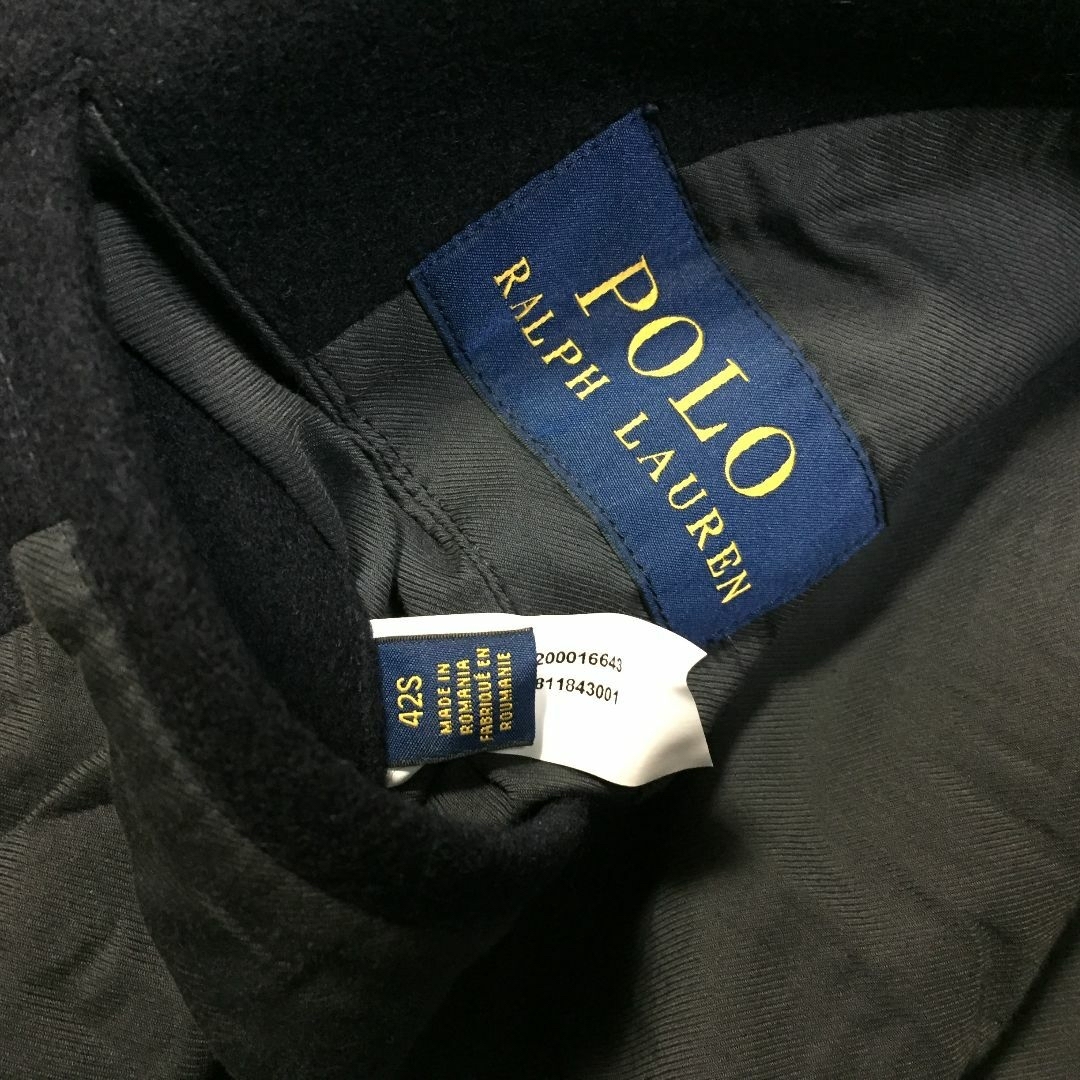 POLO
RALPH LAUREN
42S
MADE IN
ROMANIA
FABRIQUÉ EN
ROUMANIE
200016643
811843001